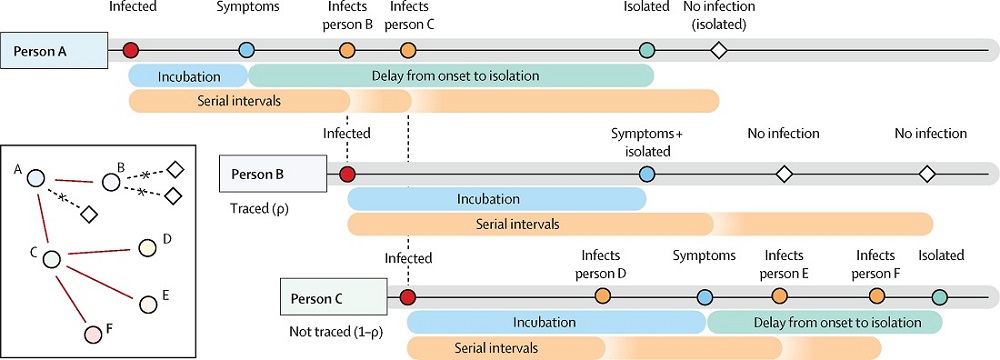 Infected
Symptoms
Infects
person B
Infects
person C
Isolated
No infection
(isolated)
Person A
Incubation
Delay from onset to isolation
Serial intervals
Infected
Symptoms+
isolated
No infection
No infection
Person B
Traced (ρ)
Incubation
Serial intervals
Infected
Infects
person D
Symptoms
Infects
person E
Infects
person F
Isolated
Person C
Not traced (1–ρ)
Incubation
Delay from onset to isolation
Serial intervals
A
B
C
D
E
F